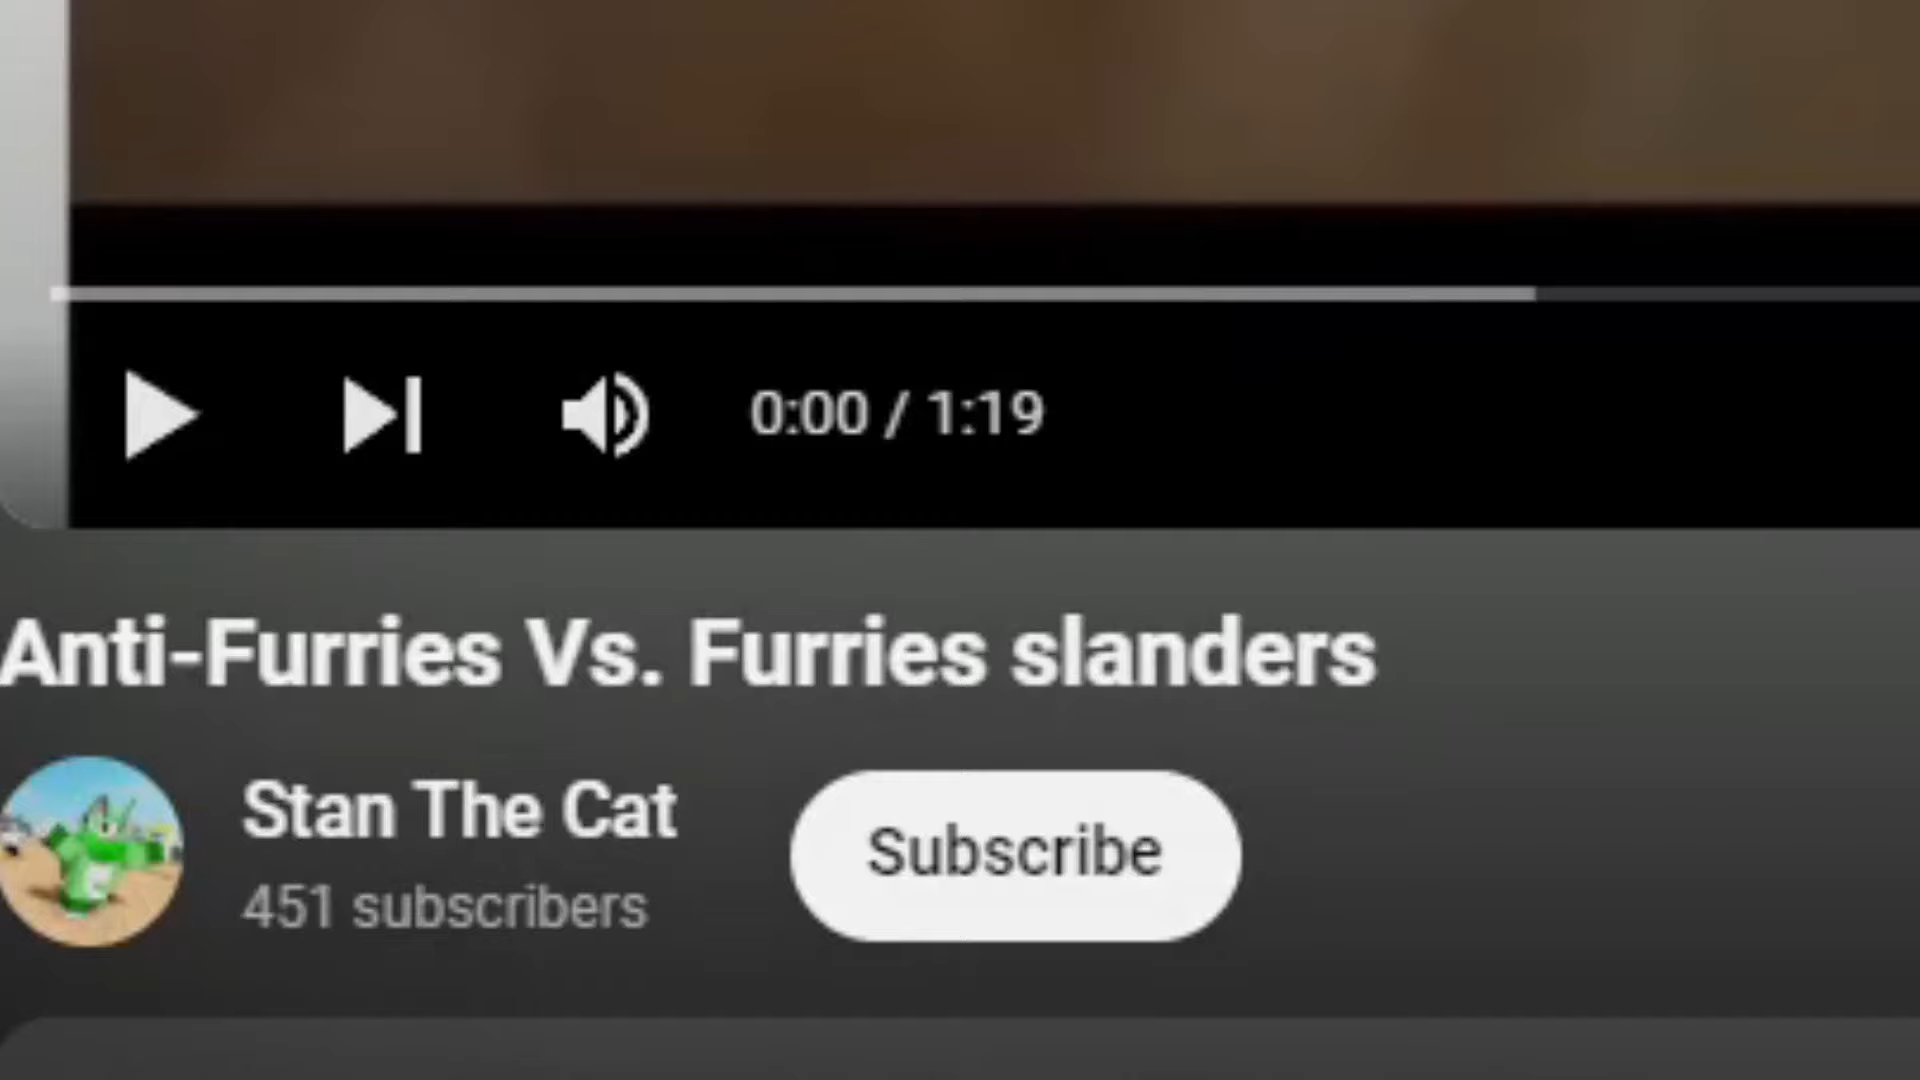 0:00 / 1:19
Anti-Furries Vs. Furries slanders
Stan The Cat
Subscribe
451 subscribers